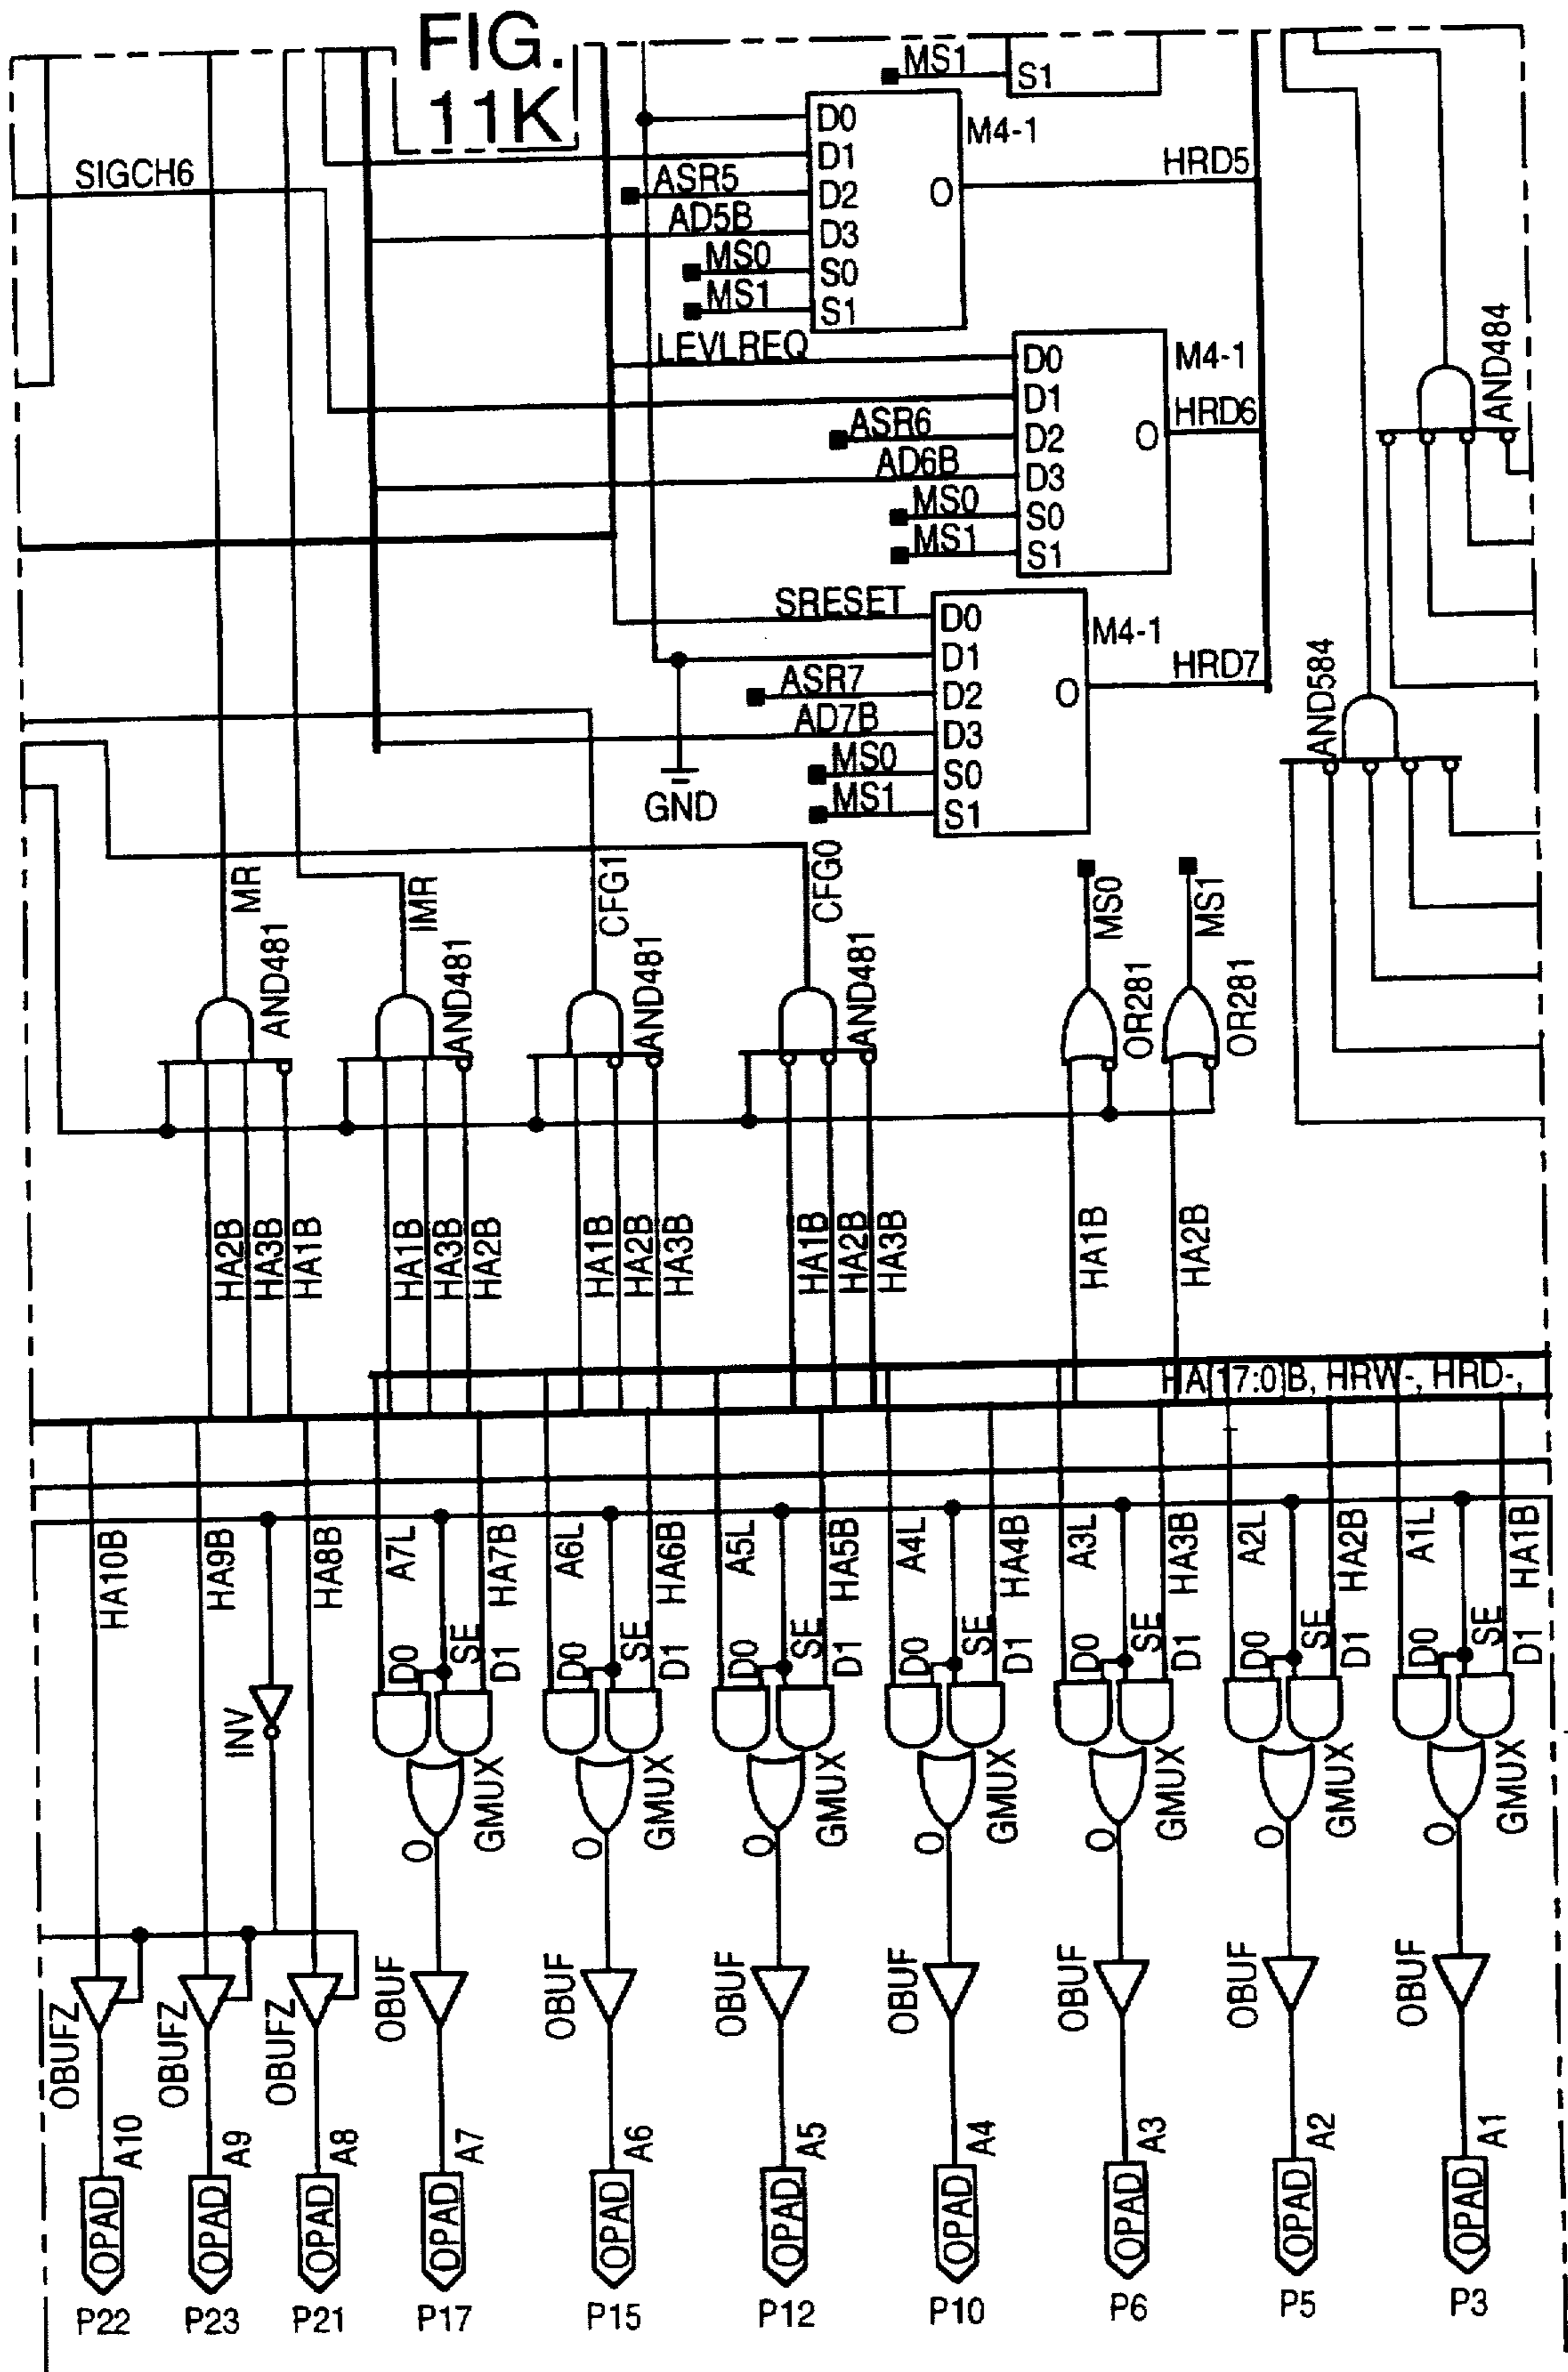 FIG.
11K
MS1
S1
D0
D1
D2
D3
S0
S1
O
M4-1
HRD5
SIGCH6
ASR5
AD5B
MS0
MS1
LEVLREQ
D0
D1
D2
D3
S0
S1
O
M4-1
HRD6
ASR6
AD6B
MS0
MS1
AND484
SRESET
D0
D1
D2
D3
S0
S1
O
M4-1
HRD7
ASR7
AD7B
MS0
MS1
GND
AND584
MR
IMR
CFG1
CFG0
MS0
MS1
AND481
AND481
AND481
AND481
OR281
OR281
HA2B
HA3B
HA1B
HA1B
HA3B
HA2B
HA1B
HA2B
HA3B
HA1B
HA2B
HA3B
HA1B
HA2B
HA[17:0]B, HRW-, HRD-,
HA10B
HA9B
HA8B
A7L
HA7B
A6L
HA6B
A5L
HA5B
A4L
HA4B
A3L
HA3B
A2L
HA2B
A1L
HA1B
D0
SE
D1
D0
SE
D1
D0
SE
D1
D0
SE
D1
D0
SE
D1
D0
SE
D1
D0
SE
D1
INV
GMUX
GMUX
GMUX
GMUX
GMUX
GMUX
GMUX
O
O
O
O
O
O
O
OBUFZ
OBUFZ
OBUFZ
OBUF
OBUF
OBUF
OBUF
OBUF
OBUF
OBUF
A10
A9
A8
A7
A6
A5
A4
A3
A2
A1
OPAD
OPAD
OPAD
OPAD
OPAD
OPAD
OPAD
OPAD
OPAD
OPAD
P22
P23
P21
P17
P15
P12
P10
P6
P5
P3